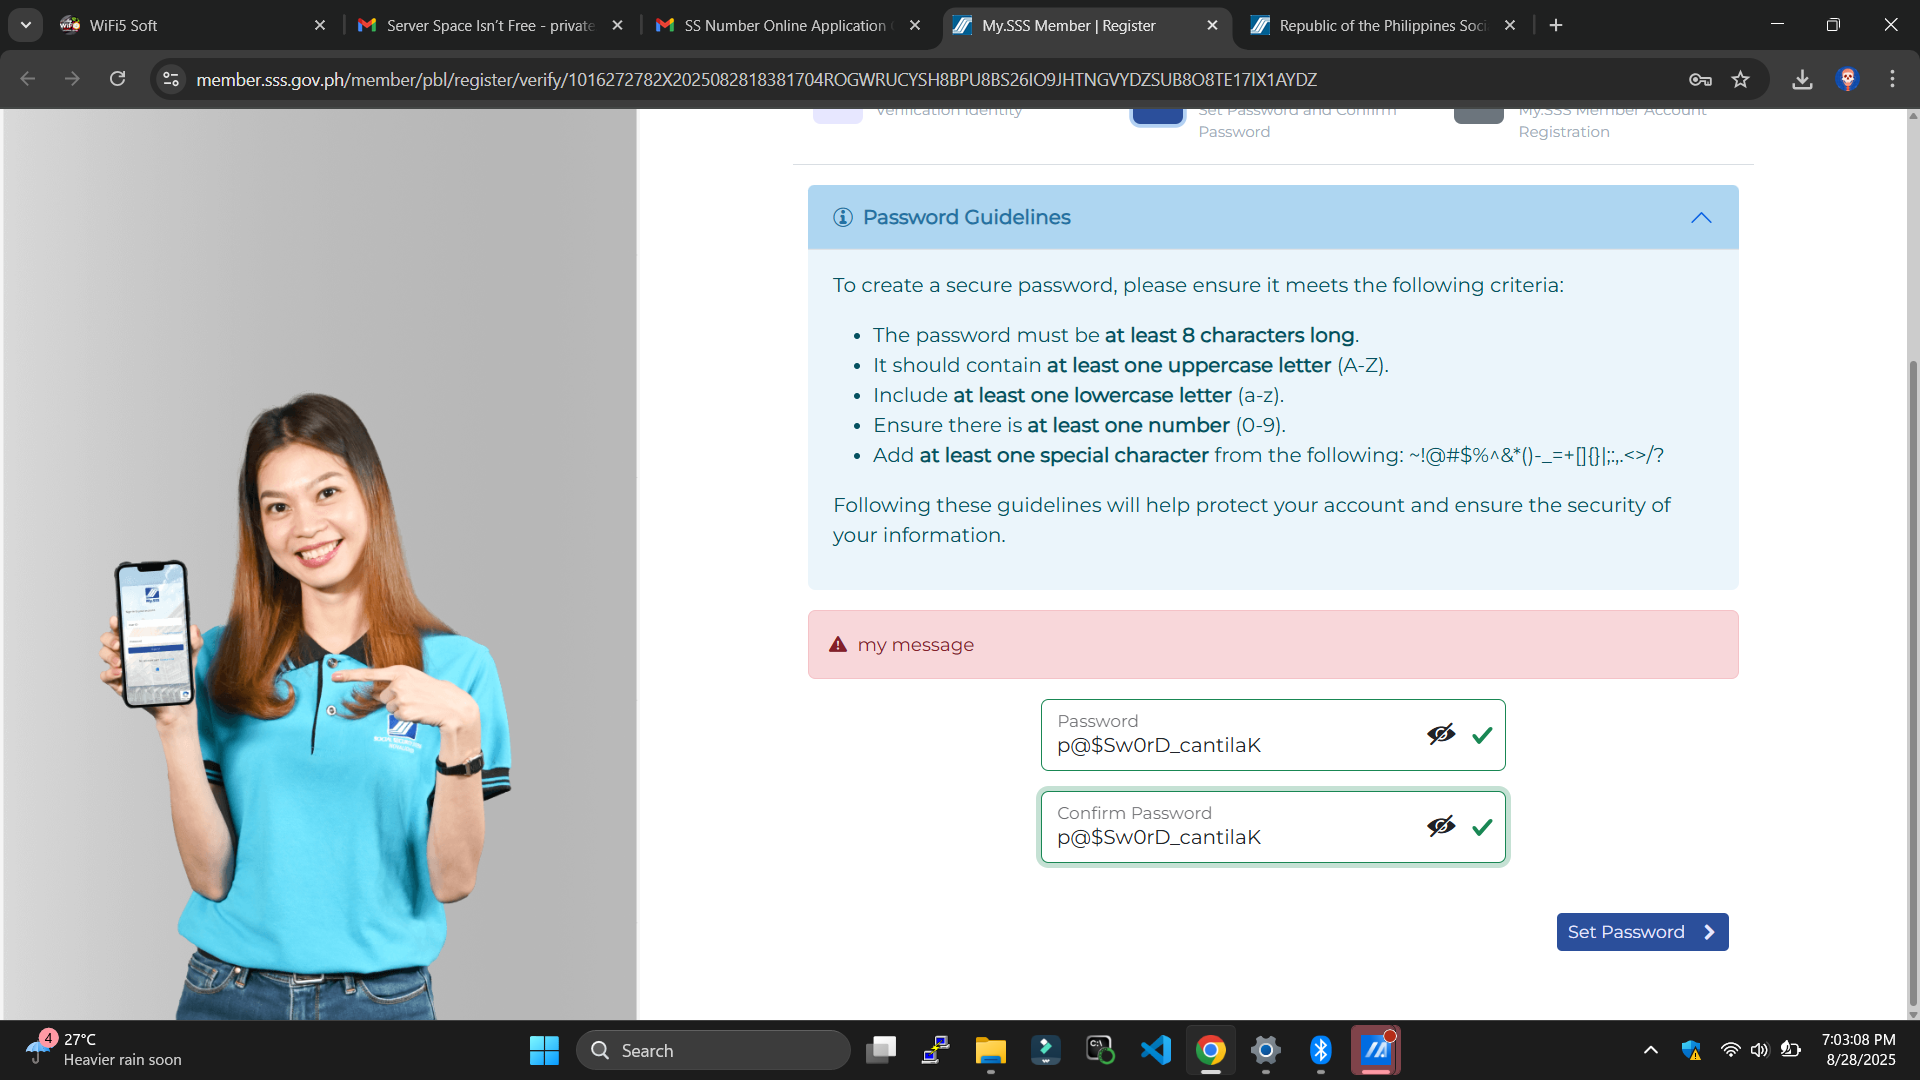 WiFi5 Soft
Server Space Isn't Free - private
SS Number Online Application
My.SSS Member | Register
Republic of the Philippines Soci
member.sss.gov.ph/member/pbl/register/verify/1016272782X2025082818381704ROGWRUCYSH8BPU8BS26IO9JHTNGVYDZSUB8O8TE17IX1AYDZ
Verification Identity
Set Password and Confirm
Password
My.SSS Member Account
Registration
Password Guidelines
To create a secure password, please ensure it meets the following criteria:
• The password must be at least 8 characters long.
• It should contain at least one uppercase letter (A-Z).
• Include at least one lowercase letter (a-z).
• Ensure there is at least one number (0-9).
• Add at least one special character from the following: ~!@#$%^&*()-_=+[]{}|;:,.<>/?
Following these guidelines will help protect your account and ensure the security of
your information.
my message
Password
p@$Sw0rD_cantilaK
Confirm Password
p@$Sw0rD_cantilaK
Set Password
4
27°C
Heavier rain soon
Search
7:03:08 PM
8/28/2025